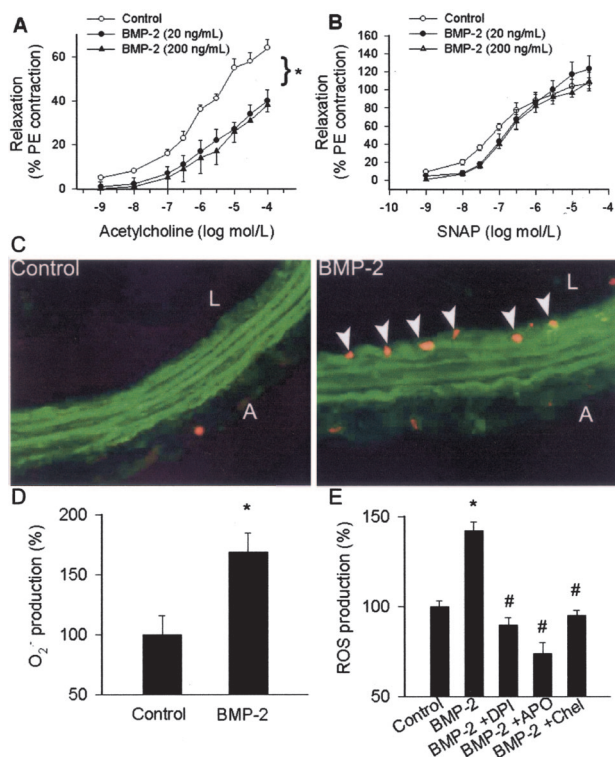 A
Control
BMP-2 (20 ng/mL)
BMP-2 (200 ng/mL)
Relaxation
(% PE contraction)
60
40
20
0
*
-9
-8
-7
-6
-5
-4
Acetylcholine (log mol/L)
B
Control
BMP-2 (20 ng/mL)
BMP-2 (200 ng/mL)
Relaxation
(% PE contraction)
160
140
120
100
80
60
40
20
0
-10
-9
-8
-7
-6
-5
-4
SNAP (log mol/L)
C
Control
L
A
BMP-2
L
A
D
O2·- production (%)
200
150
100
50
*
Control
BMP-2
E
ROS production (%)
150
100
50
*
#
#
#
Control
BMP-2
BMP-2 +DPI
BMP-2 +APO
BMP-2 +Chel